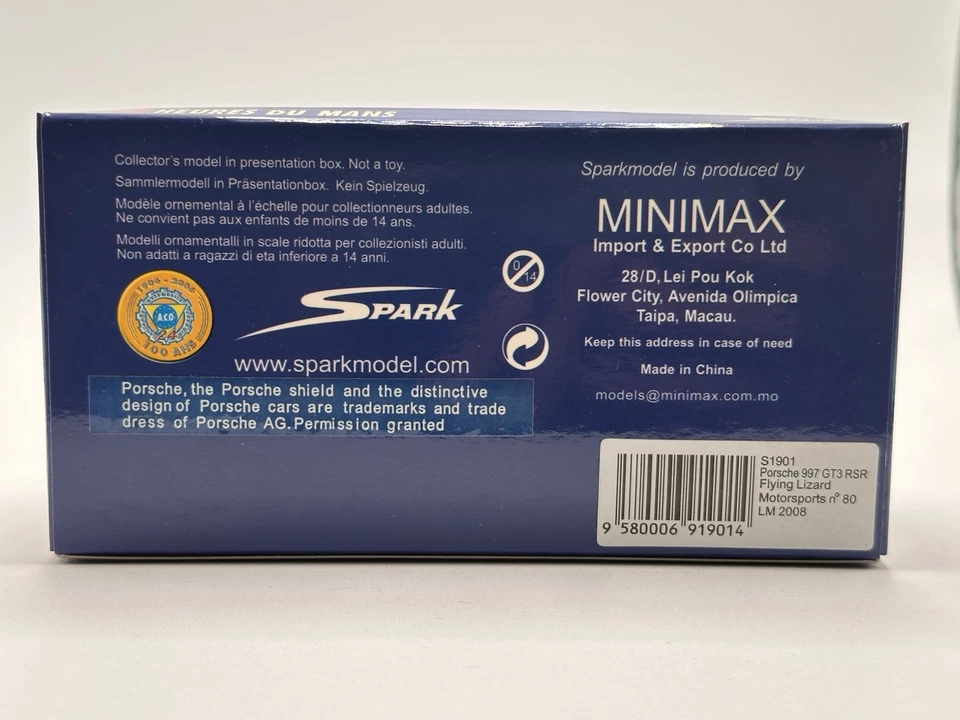 HEURES DU MANS
Collector's model in presentation box. Not a toy.
Sammlermodell in Präsentationbox. Kein Spielzeug.
Modèle ornemental à l'échelle pour collectionneurs adultes.
Ne convient pas aux enfants de moins de 14 ans.
Modelli ornamentalli in scale ridotta per collezionisti adulti.
Non adatti a ragazzi di eta inferiore a 14 anni.
1906 - 2006
A.C.O
24
100 ANS
SPARK
www.sparkmodel.com
Porsche, the Porsche shield and the distinctive
design of Porsche cars are trademarks and trade
dress of Porsche AG. Permission granted
0
14
Sparkmodel is produced by
MINIMAX
Import & Export Co Ltd
28/D, Lei Pou Kok
Flower City, Avenida Olimpica
Taipa, Macau.
Keep this address in case of need
Made in China
models@minimax.com.mo
S1901
Porsche 997 GT3 RSR
Flying Lizard
Motorsports n° 80
LM 2008
9 580006 919014